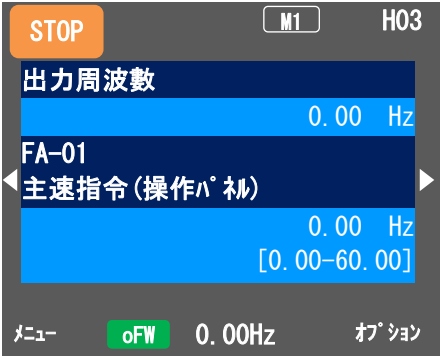 STOP M1 H03
出力周波数
0.00 Hz
FA-01
主速指令(操作ﾊﾟﾈﾙ)
0.00 Hz
[0.00-60.00]
ﾒﾆｭｰ oFW 0.00Hz ｵﾌﾟｼｮﾝ